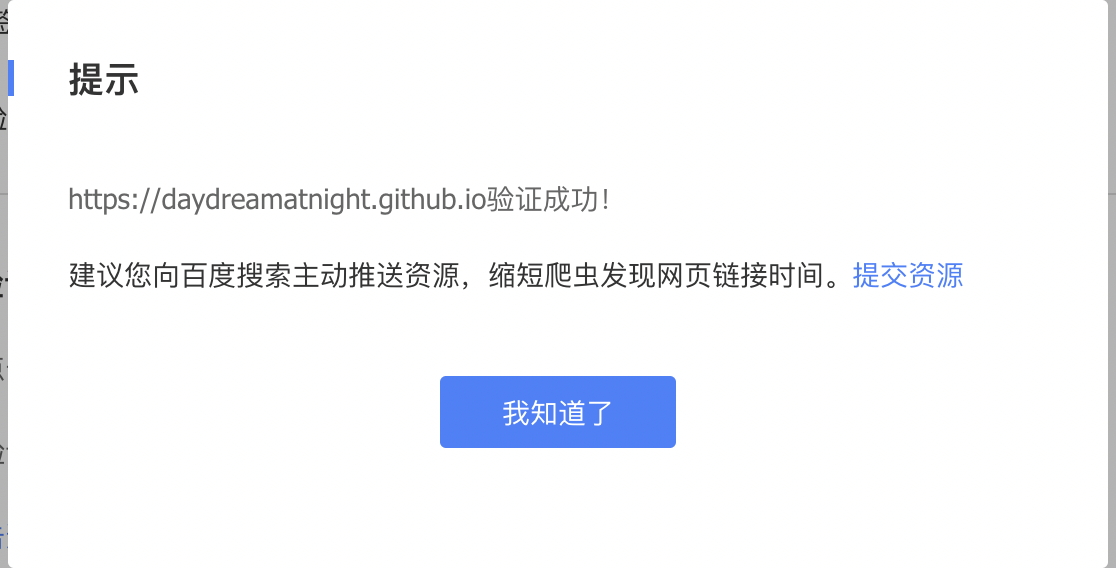 提示
https://daydreamatnight.github.io验证成功！
建议您向百度搜索主动推送资源，缩短爬虫发现网页链接时间。提交资源
我知道了